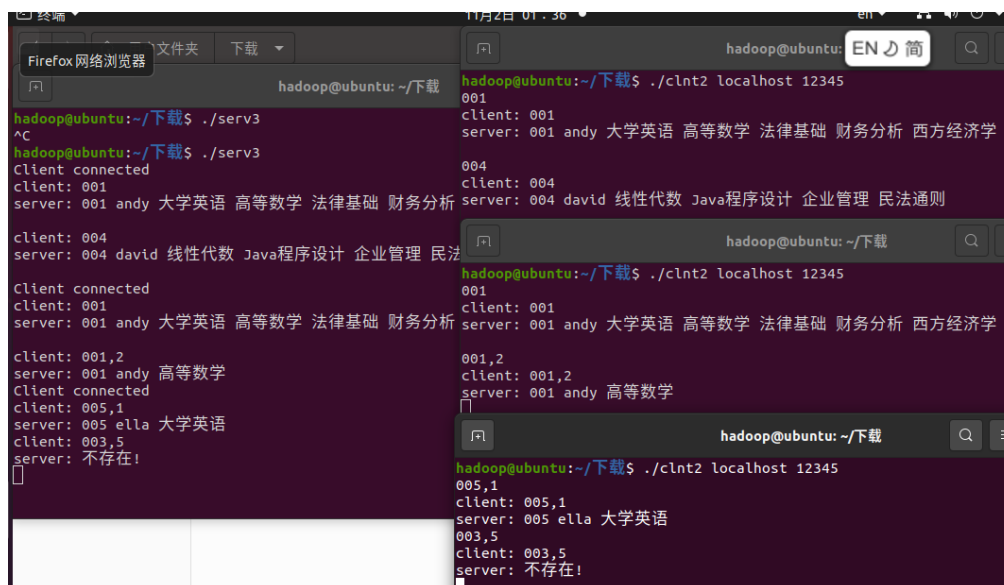 终端
11月2日 01：36
en
文件夹
下载
Firefox 网络浏览器
hadoop@ubuntu: ~/下载
hadoop@ubuntu:~/下载$ ./serv3
^C
hadoop@ubuntu:~/下载$ ./serv3
Client connected
client: 001
server: 001 andy 大学英语 高等数学 法律基础 财务分析
client: 004
server: 004 david 线性代数 Java程序设计 企业管理 民法
Client connected
client: 001
server: 001 andy 大学英语 高等数学 法律基础 财务分析
client: 001,2
server: 001 andy 高等数学
Client connected
client: 005,1
server: 005 ella 大学英语
client: 003,5
server: 不存在!
hadoop@ubuntu:
EN 简
hadoop@ubuntu:~/下载$ ./clnt2 localhost 12345
001
client: 001
server: 001 andy 大学英语 高等数学 法律基础 财务分析 西方经济学
004
client: 004
server: 004 david 线性代数 Java程序设计 企业管理 民法通则
hadoop@ubuntu: ~/下载
hadoop@ubuntu:~/下载$ ./clnt2 localhost 12345
001
client: 001
server: 001 andy 大学英语 高等数学 法律基础 财务分析 西方经济学
001,2
client: 001,2
server: 001 andy 高等数学
hadoop@ubuntu: ~/下载
hadoop@ubuntu:~/下载$ ./clnt2 localhost 12345
005,1
client: 005,1
server: 005 ella 大学英语
003,5
client: 003,5
server: 不存在!